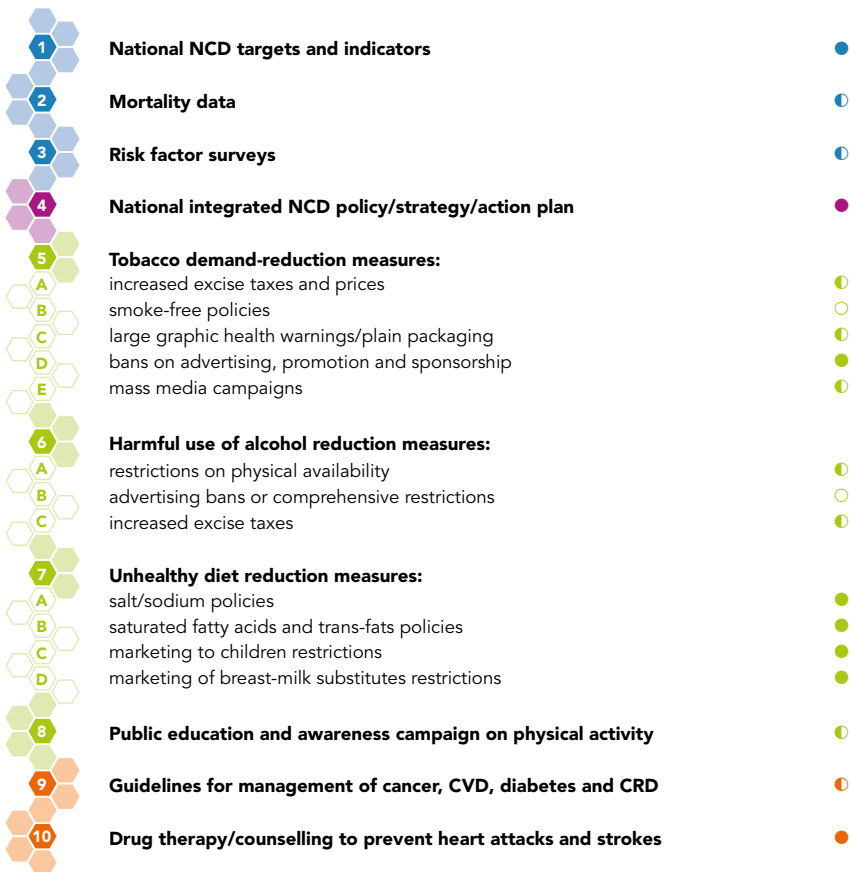 1 National NCD targets and indicators
2 Mortality data
3 Risk factor surveys
4 National integrated NCD policy/strategy/action plan
5 Tobacco demand-reduction measures:
A increased excise taxes and prices
B smoke-free policies
C large graphic health warnings/plain packaging
D bans on advertising, promotion and sponsorship
E mass media campaigns
6 Harmful use of alcohol reduction measures:
A restrictions on physical availability
B advertising bans or comprehensive restrictions
C increased excise taxes
7 Unhealthy diet reduction measures:
A salt/sodium policies
B saturated fatty acids and trans-fats policies
C marketing to children restrictions
D marketing of breast-milk substitutes restrictions
8 Public education and awareness campaign on physical activity
9 Guidelines for management of cancer, CVD, diabetes and CRD
10 Drug therapy/counselling to prevent heart attacks and strokes